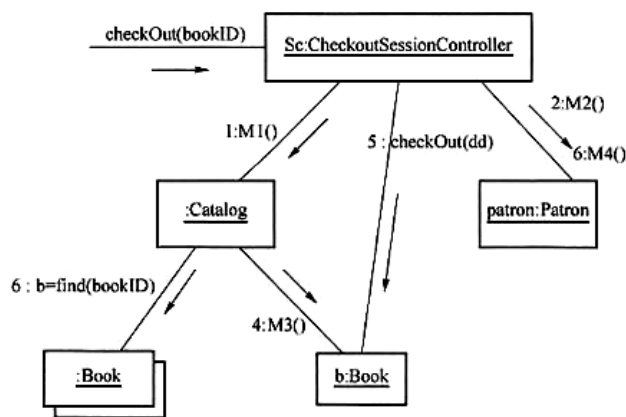 checkOut(bookID)
Sc:CheckoutSessionController
1:M1()
2:M2()
5 : checkOut(dd)
6:M4()
:Catalog
patron:Patron
6 : b=find(bookID)
4:M3()
:Book
b:Book